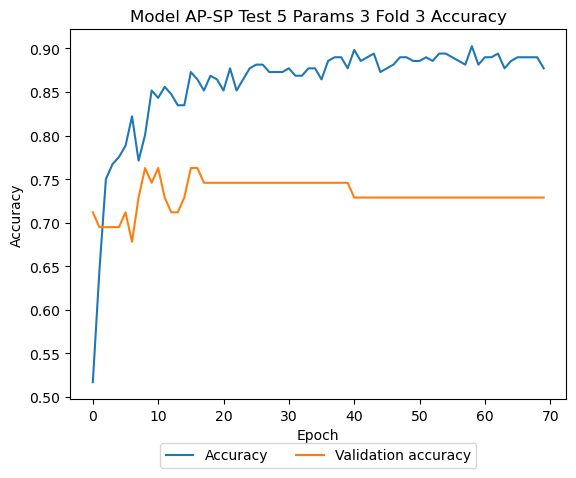 Model AP-SP Test 5 Params 3 Fold 3 Accuracy
0.90
0.85
0.80
0.75
0.70
0.65
0.60
0.55
0.50
Accuracy
0 10 20 30 40 50 60 70
Epoch
Accuracy Validation accuracy